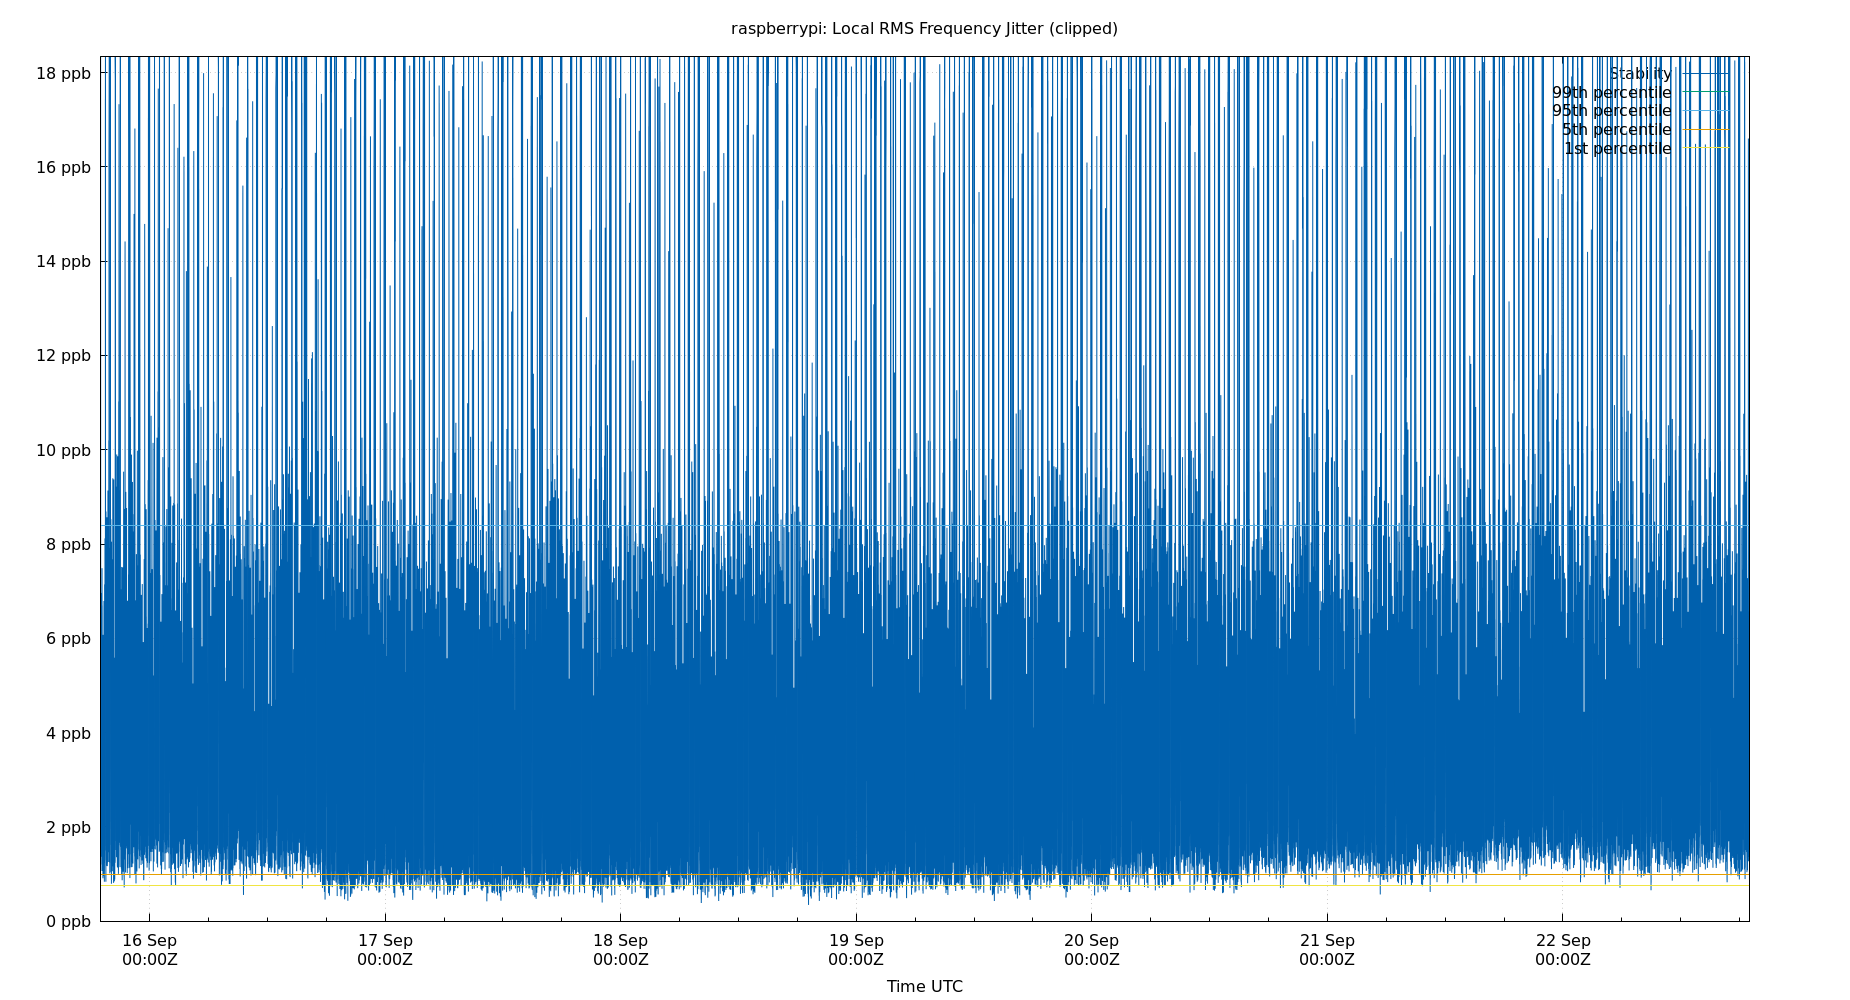 raspberrypi: Local RMS Frequency Jitter (clipped)
18 ppb
16 ppb
14 ppb
12 ppb
10 ppb
8 ppb
6 ppb
4 ppb
2 ppb
0 ppb
Stability
99th percentile
95th percentile
5th percentile
1st percentile
16 Sep 17 Sep 18 Sep 19 Sep 20 Sep 21 Sep 22 Sep
00:00Z 00:00Z 00:00Z 00:00Z 00:00Z 00:00Z 00:00Z
Time UTC